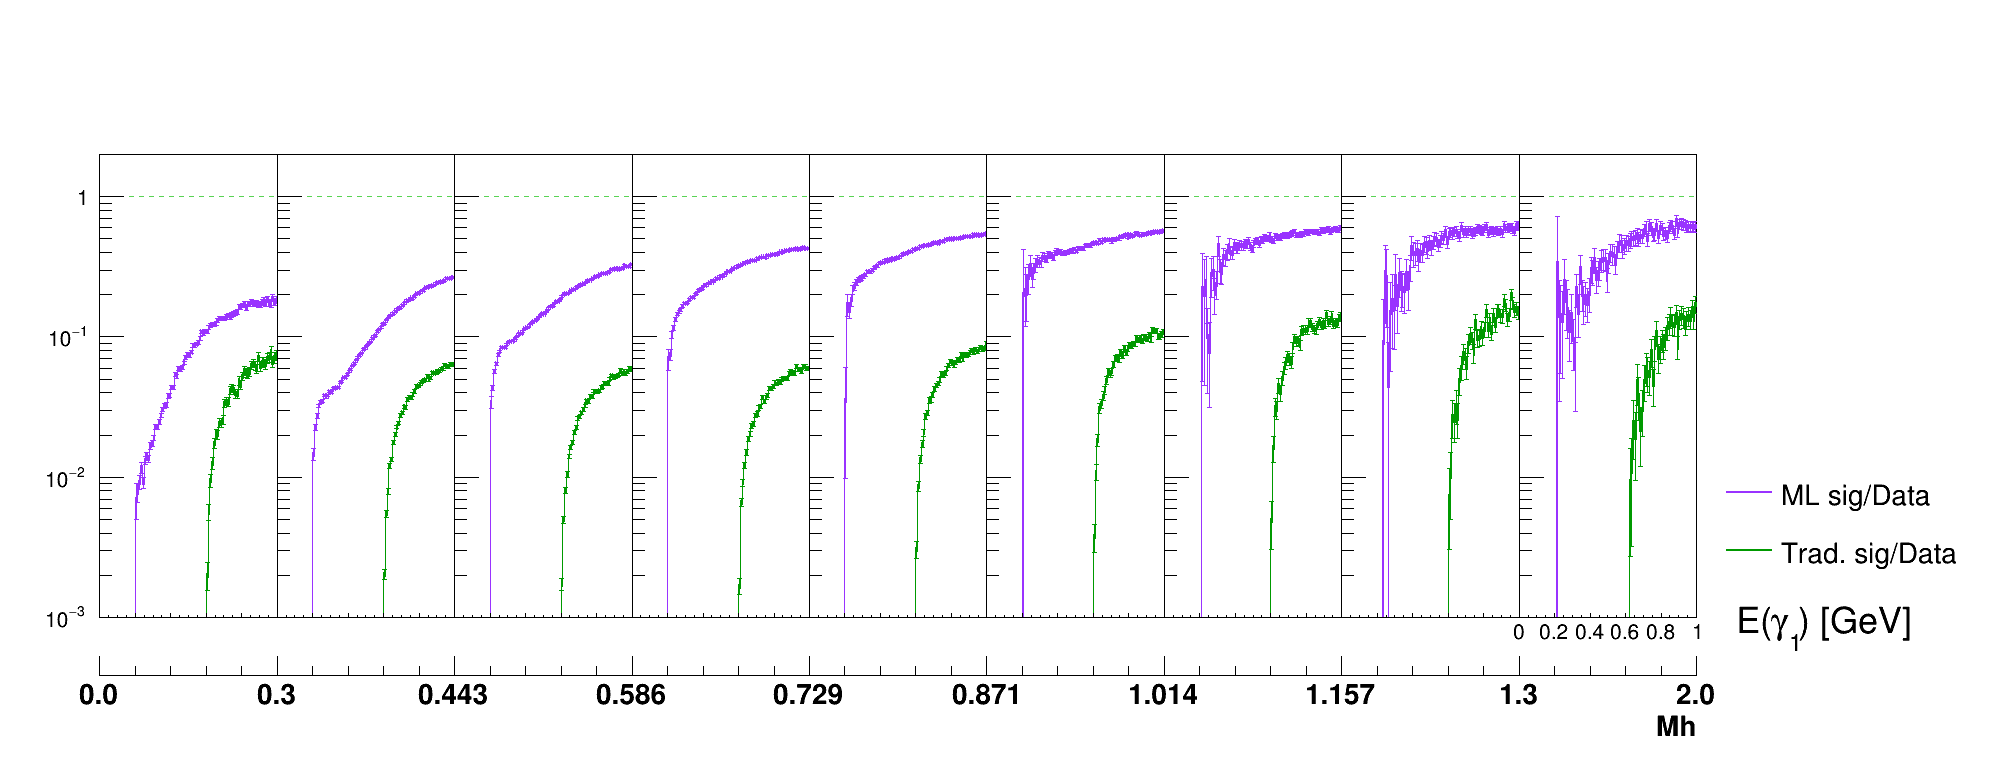 1
10⁻¹
10⁻²
10⁻³
ML sig/Data
Trad. sig/Data
0 0.2 0.4 0.6 0.8 1
E(γ₁) [GeV]
0.0 0.3 0.443 0.586 0.729 0.871 1.014 1.157 1.3 2.0
Mh